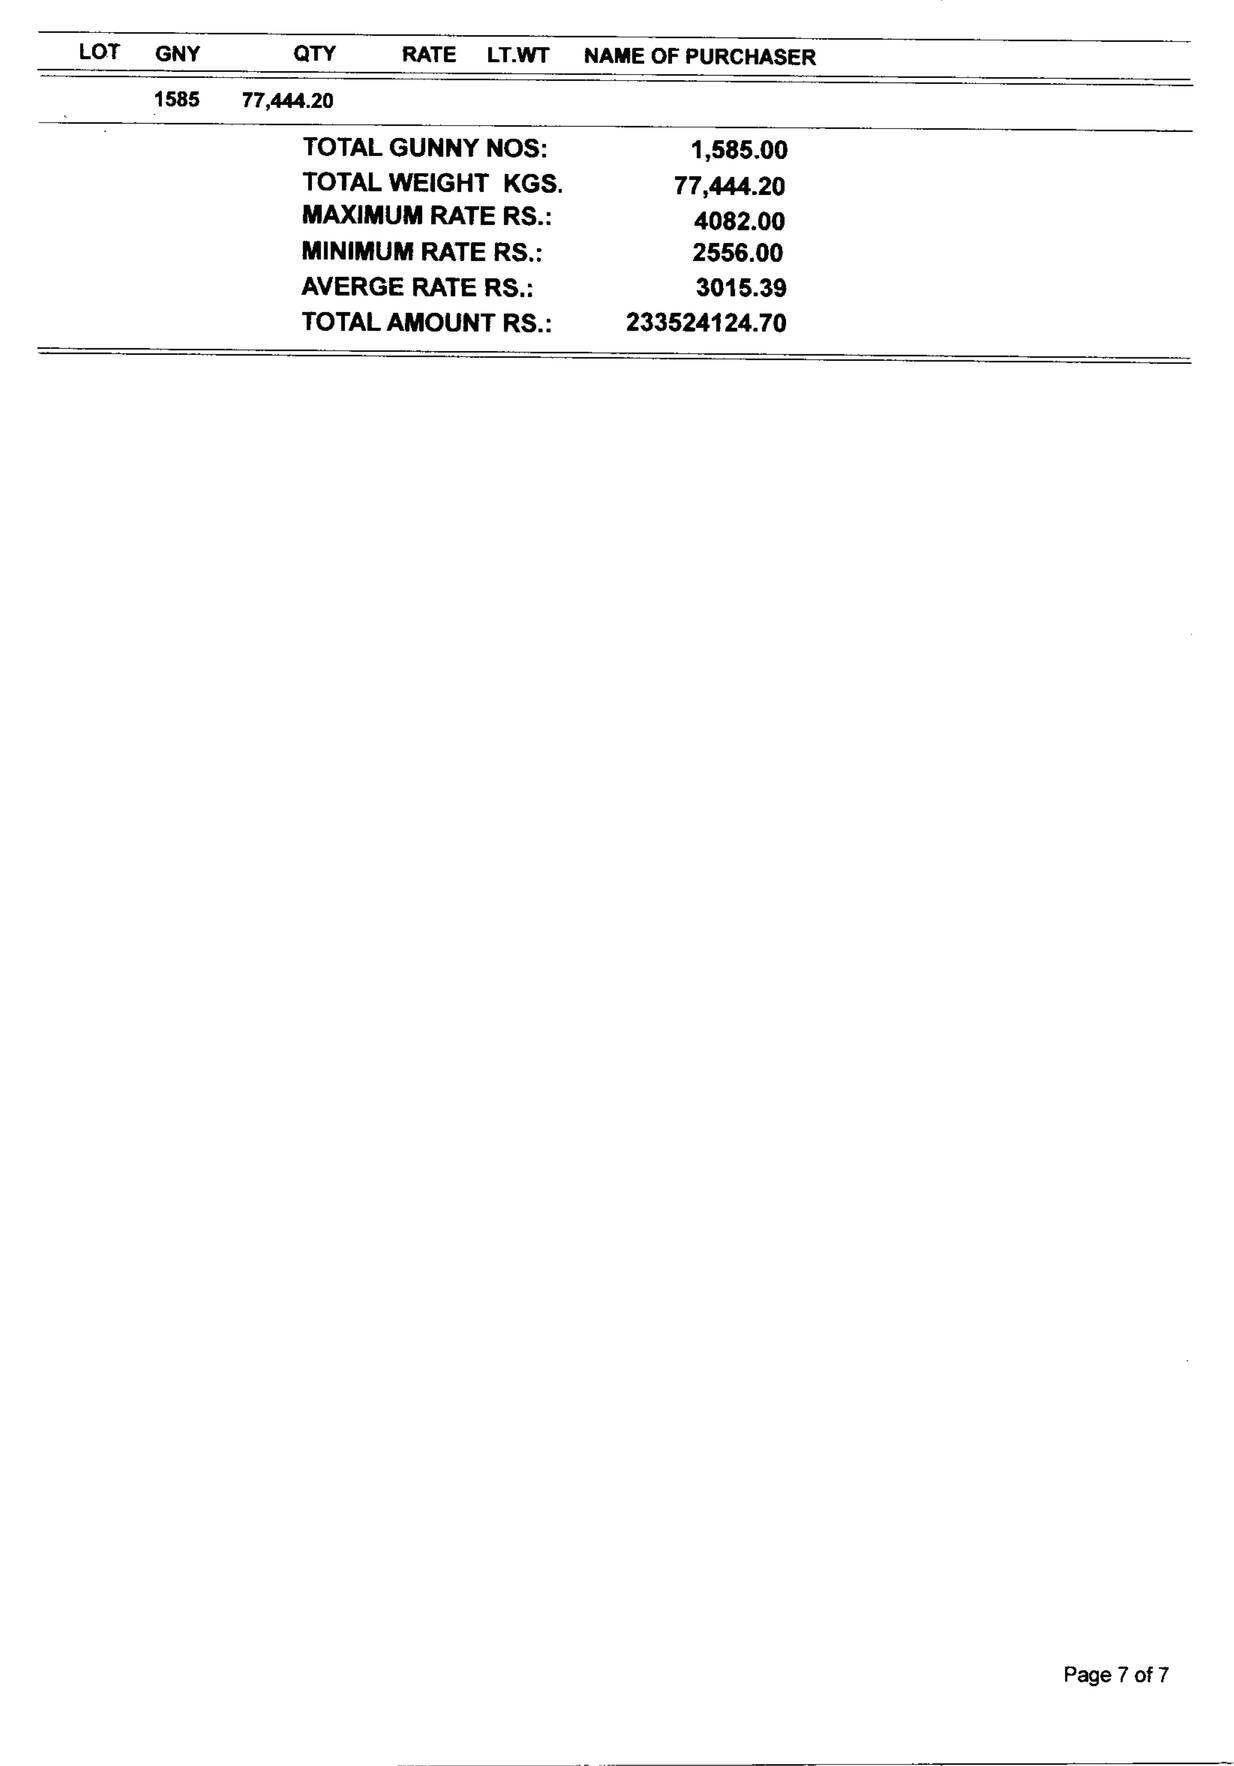 LOT GNY QTY RATE LT.WT NAME OF PURCHASER
1585 77,444.20
TOTAL GUNNY NOS: 1,585.00
TOTAL WEIGHT KGS. 77,444.20
MAXIMUM RATE RS.: 4082.00
MINIMUM RATE RS.: 2556.00
AVERGE RATE RS.: 3015.39
TOTAL AMOUNT RS.: 233524124.70
Page 7 of 7